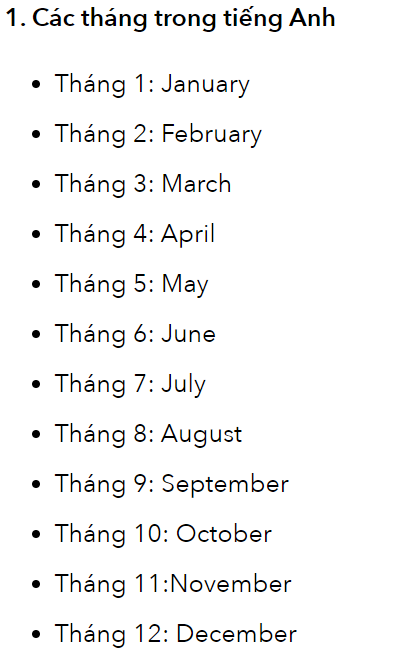 1. Các tháng trong tiếng Anh
• Tháng 1: January
• Tháng 2: February
• Tháng 3: March
• Tháng 4: April
• Tháng 5: May
• Tháng 6: June
• Tháng 7: July
• Tháng 8: August
• Tháng 9: September
• Tháng 10: October
• Tháng 11:November
• Tháng 12: December